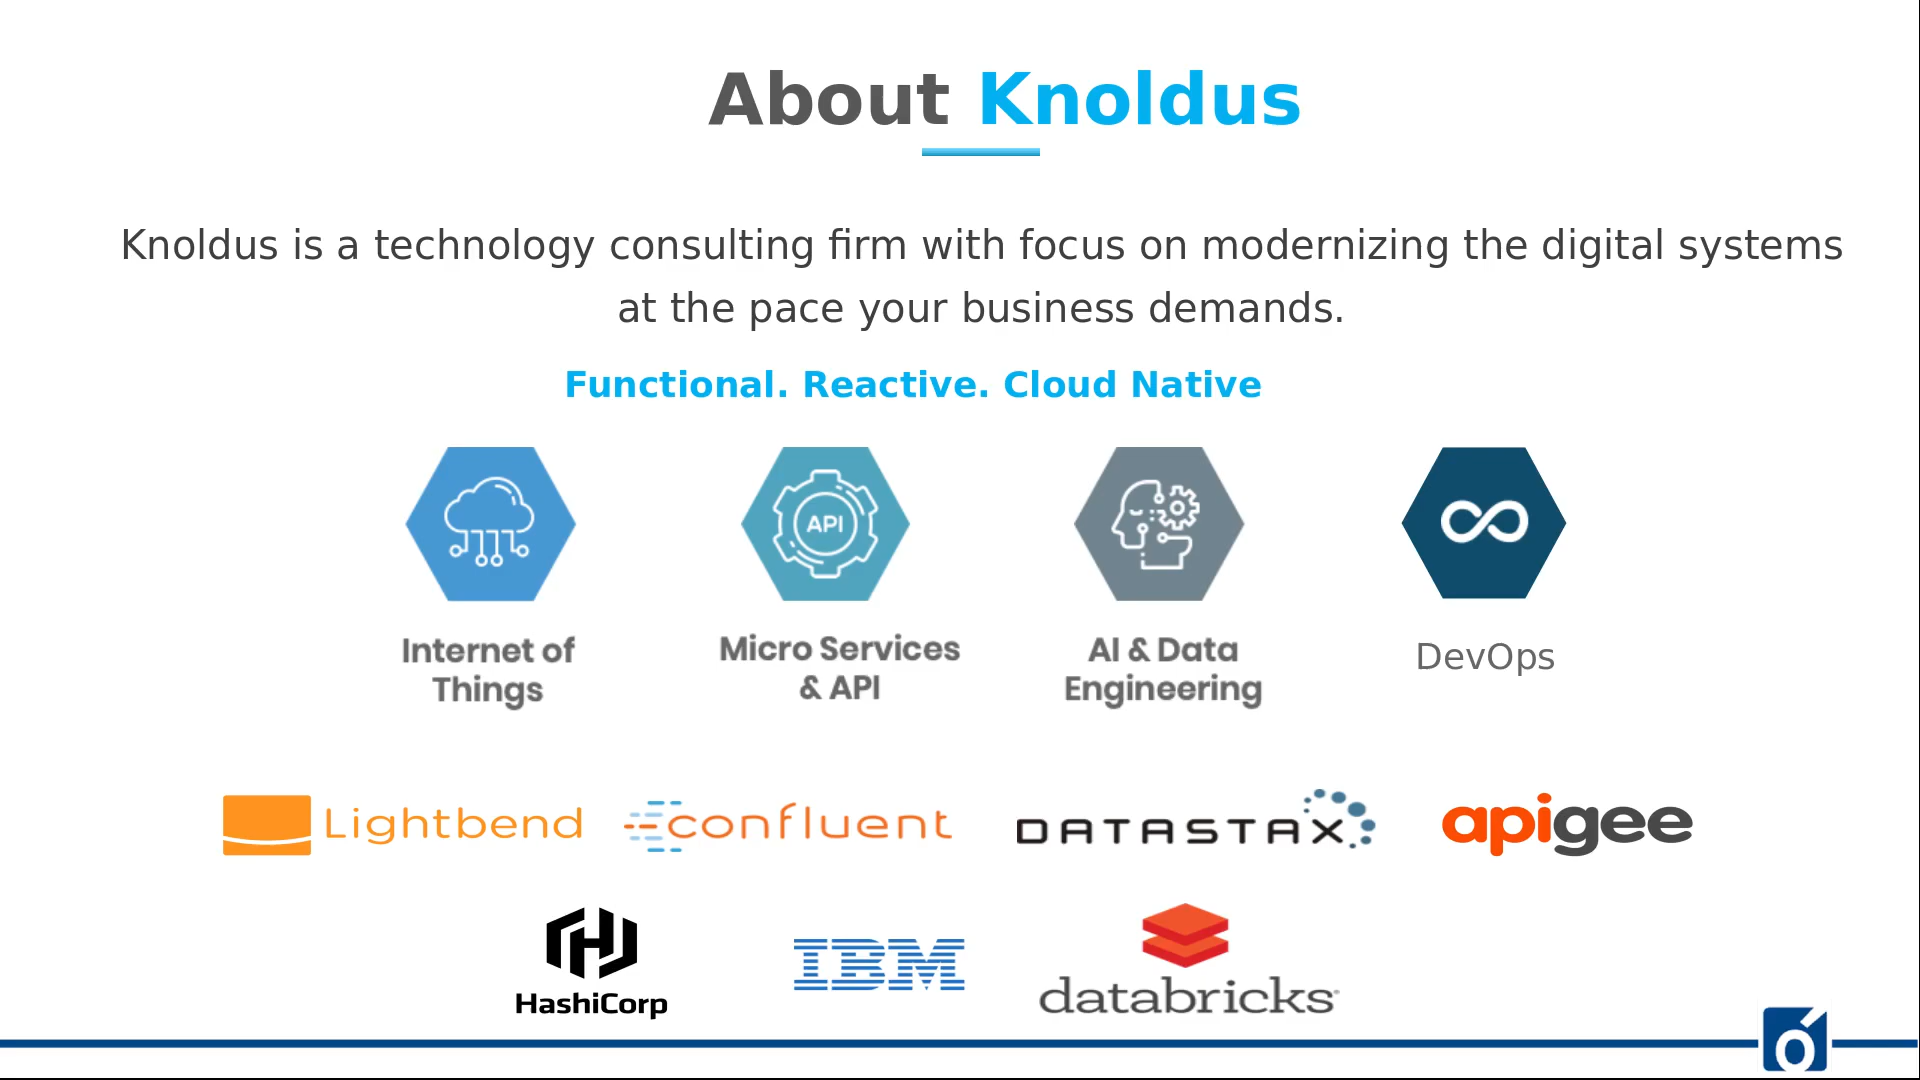 About Knoldus
Knoldus is a technology consulting firm with focus on modernizing the digital systems
at the pace your business demands.
Functional. Reactive. Cloud Native
API
Internet of
Things
Micro Services
& API
AI & Data
Engineering
DevOps
Lightbend
confluent
DATASTAX
apigee
HashiCorp
IBM
databricks